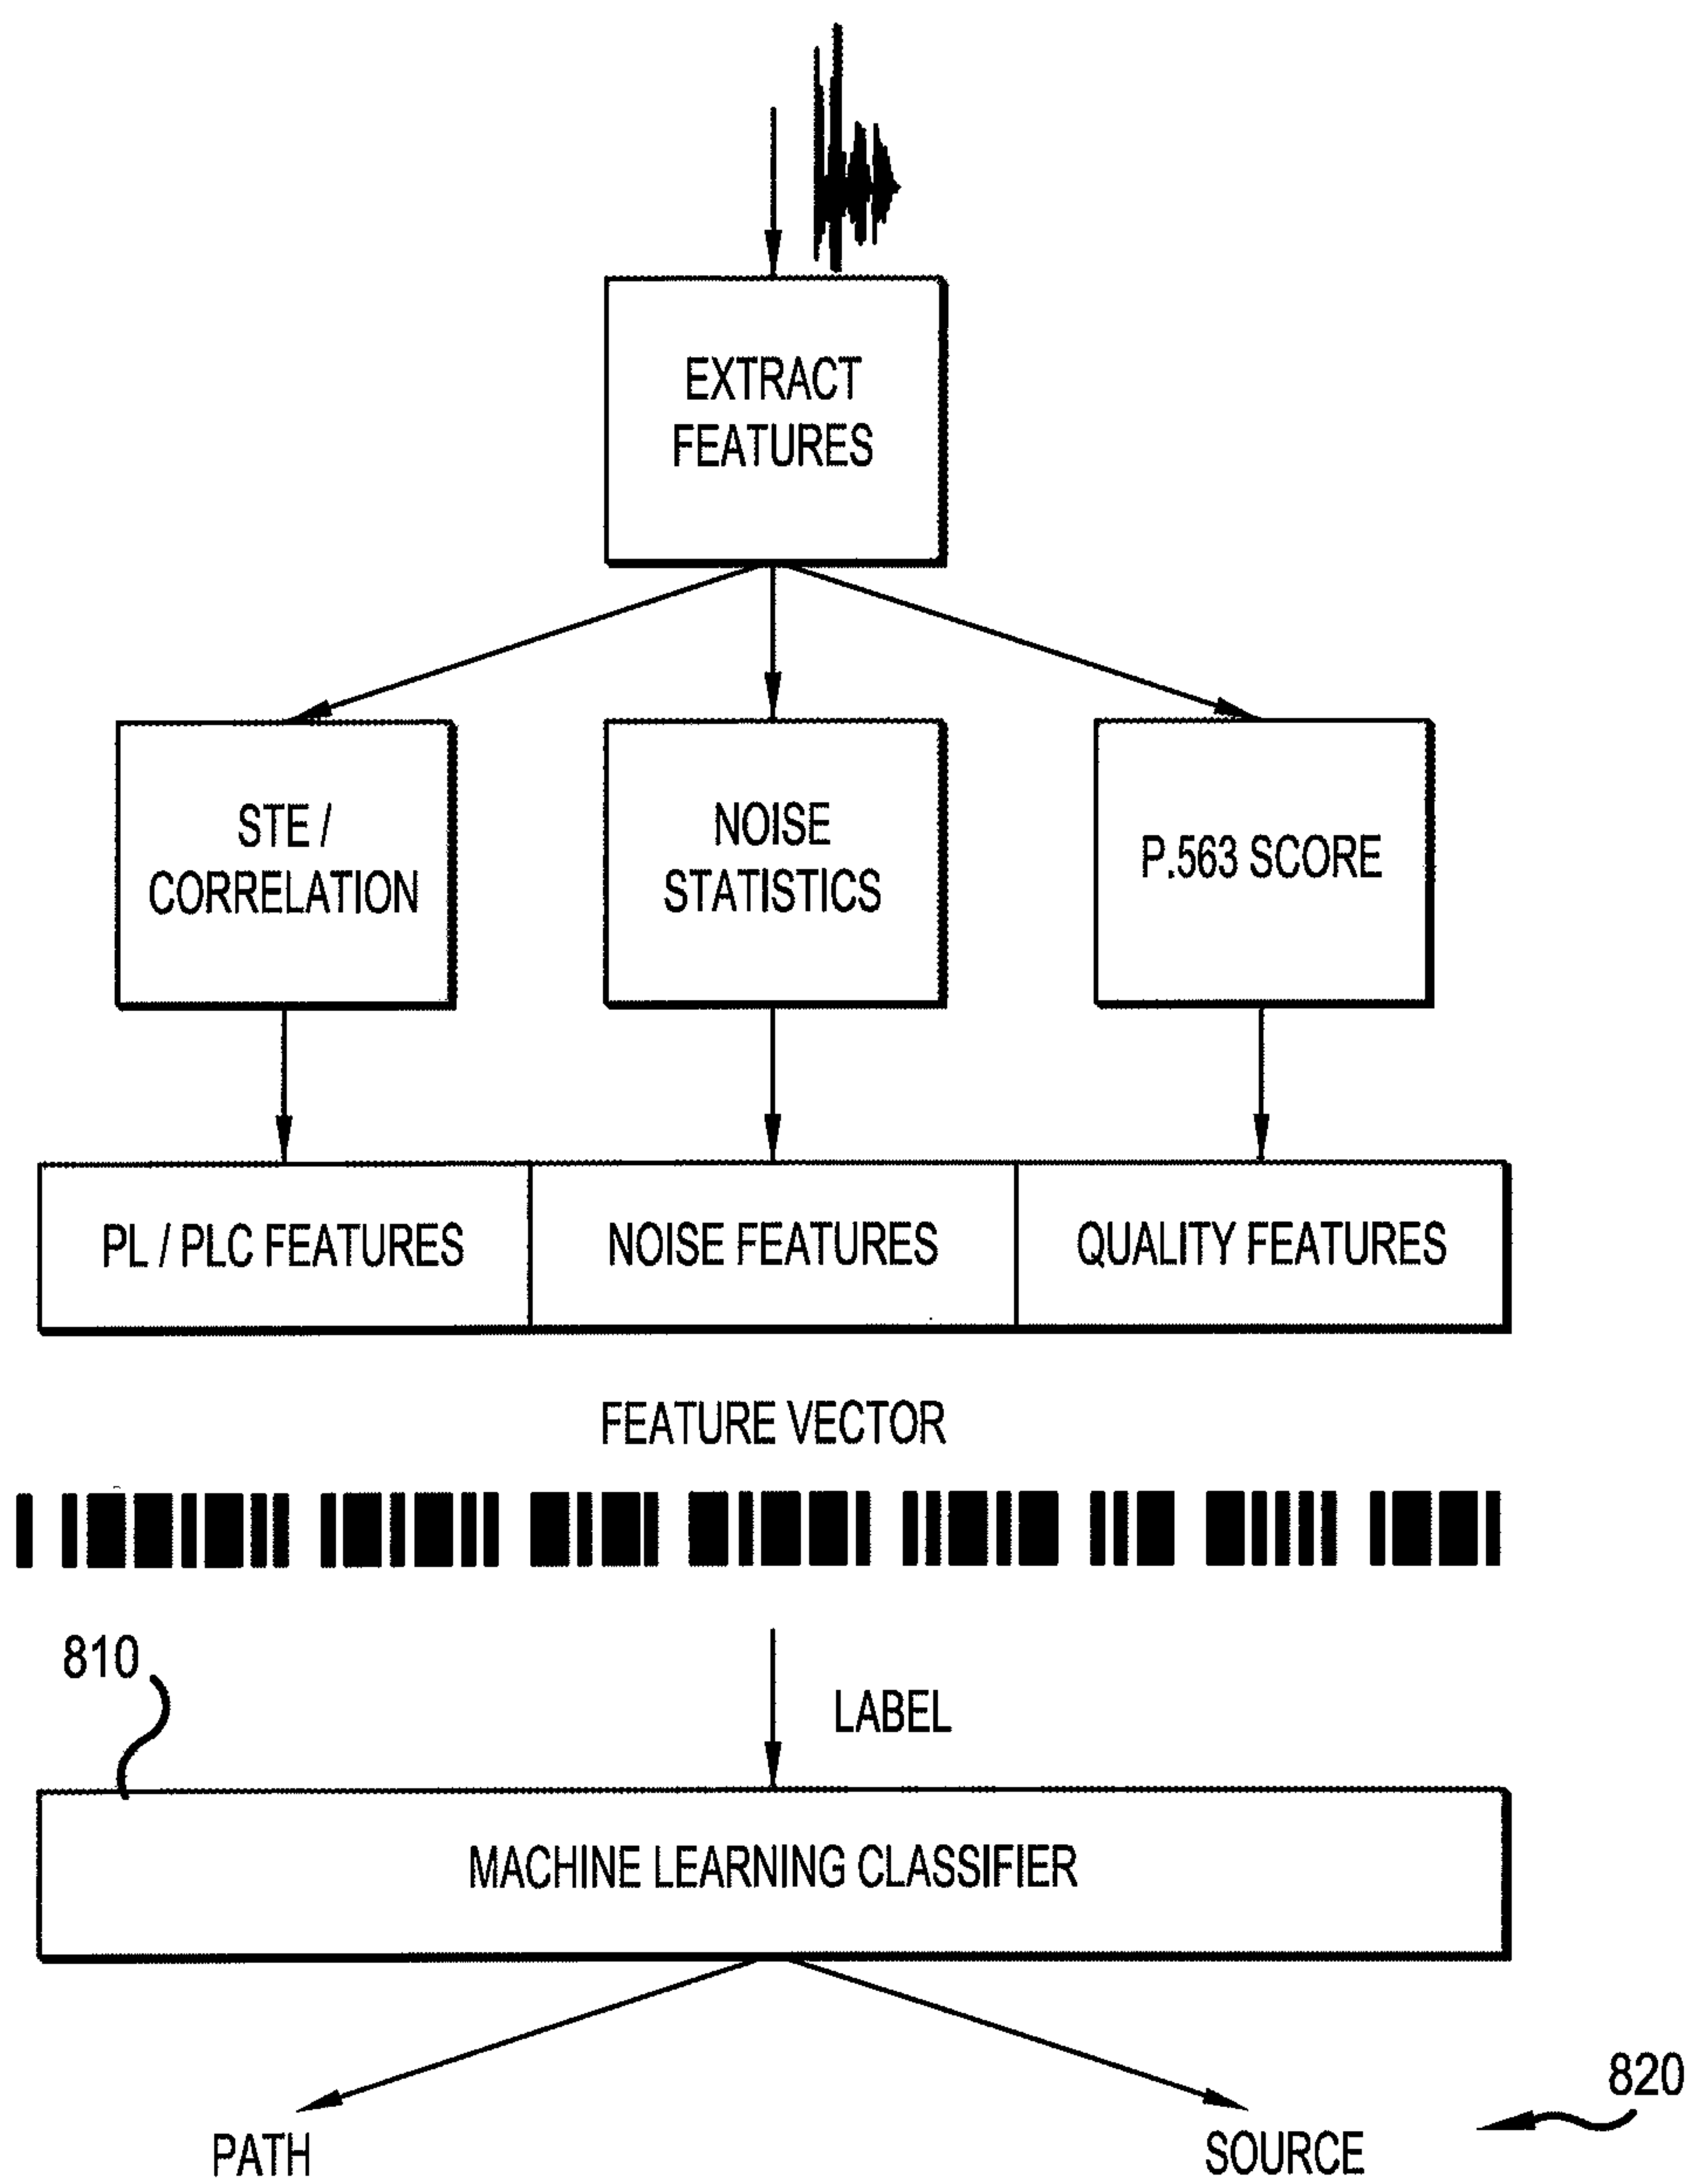 EXTRACT
FEATURES
STE /
CORRELATION
NOISE
STATISTICS
P.563 SCORE
PL / PLC FEATURES
NOISE FEATURES
QUALITY FEATURES
FEATURE VECTOR
810
LABEL
MACHINE LEARNING CLASSIFIER
820
PATH
SOURCE